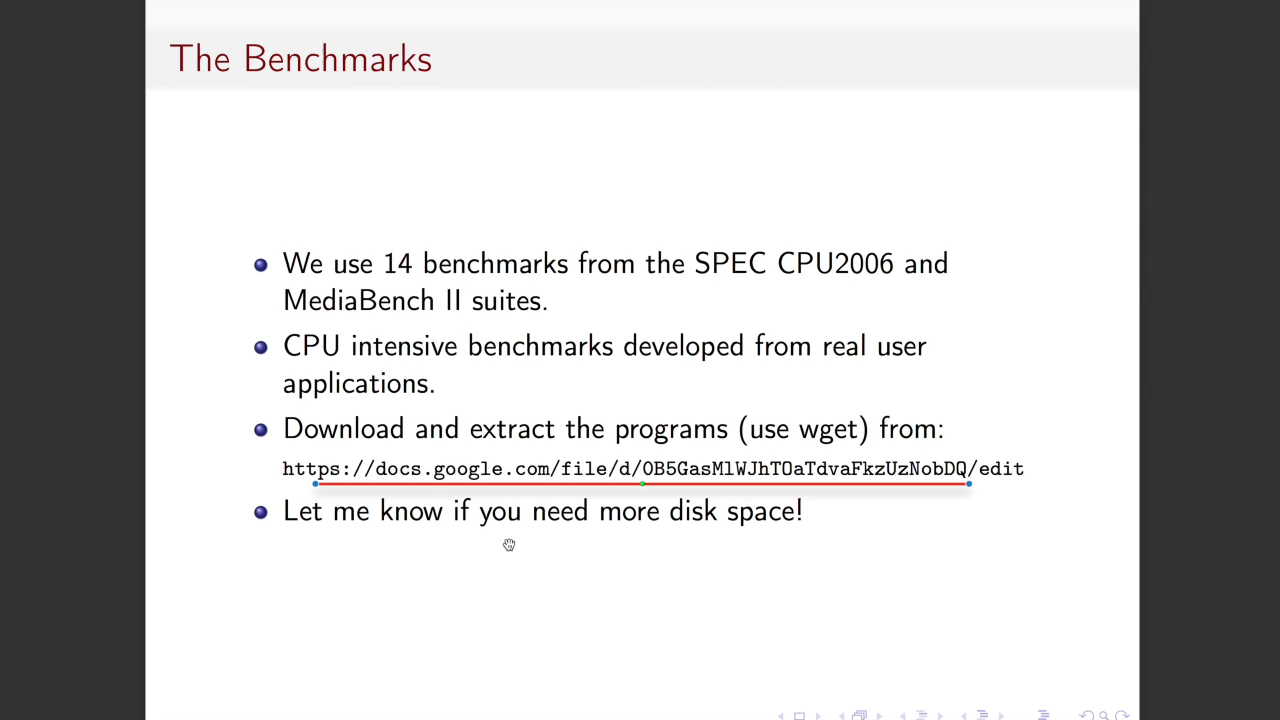 The Benchmarks
We use 14 benchmarks from the SPEC CPU2006 and
MediaBench II suites.
CPU intensive benchmarks developed from real user
applications.
Download and extract the programs (use wget) from:
https://docs.google.com/file/d/0B5GasMlWJhTOaTdvaFkzUzNobDQ/edit
Let me know if you need more disk space!